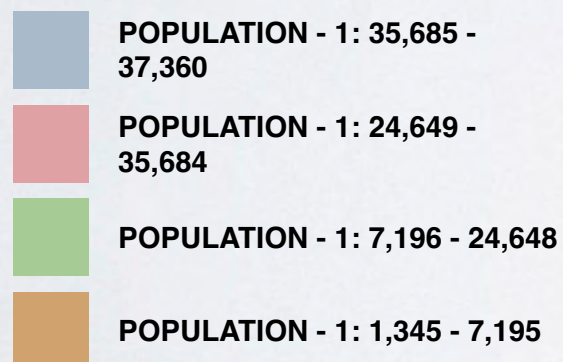 POPULATION - 1: 35,685 -
37,360
POPULATION - 1: 24,649 -
35,684
POPULATION - 1: 7,196 - 24,648
POPULATION - 1: 1,345 - 7,195